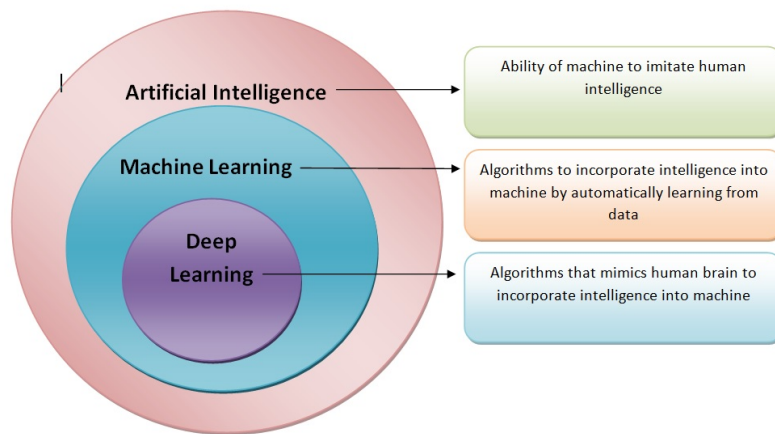 Artificial Intelligence
Ability of machine to imitate human
intelligence
Machine Learning
Algorithms to incorporate intelligence into
machine by automatically learning from
data
Deep
Learning
Algorithms that mimics human brain to
incorporate intelligence into machine